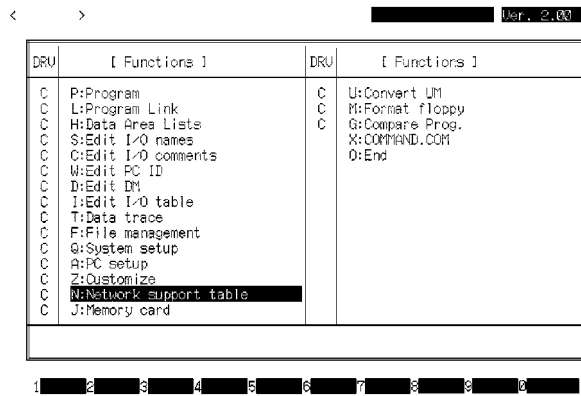 < >
Ver. 2.00
DRV [ Functions ]
C P:Program
C L:Program Link
C H:Data Area Lists
C S:Edit I/O names
C C:Edit I/O comments
C W:Edit PC ID
C D:Edit DM
C I:Edit I/O table
C T:Data trace
C F:File management
C Q:System setup
C A:PC setup
C Z:Customize
C N:Network support table
C J:Memory card
DRV [ Functions ]
C U:Convert UM
C M:Format floppy
C G:Compare Prog.
X:COMMAND.COM
O:End
1 2 3 4 5 6 7 8 9 0